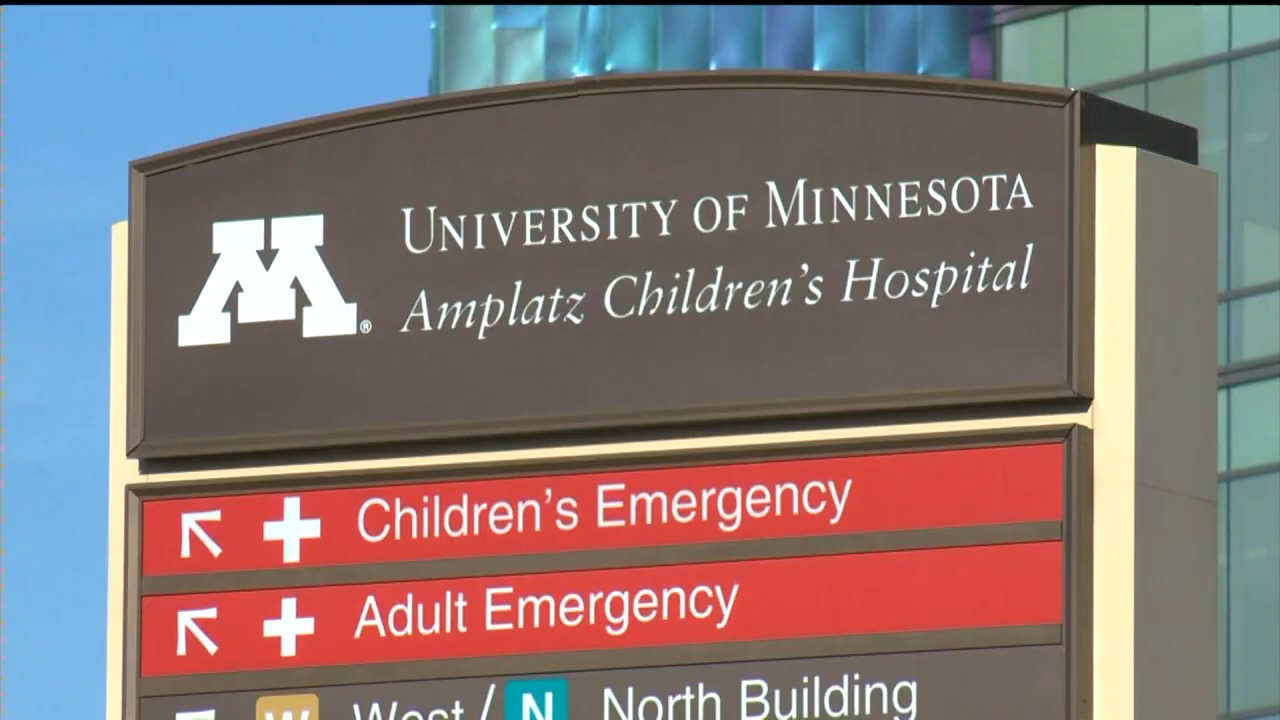 M®
UNIVERSITY OF MINNESOTA
Amplatz Children's Hospital
Children's Emergency
Adult Emergency
W West / N North Building